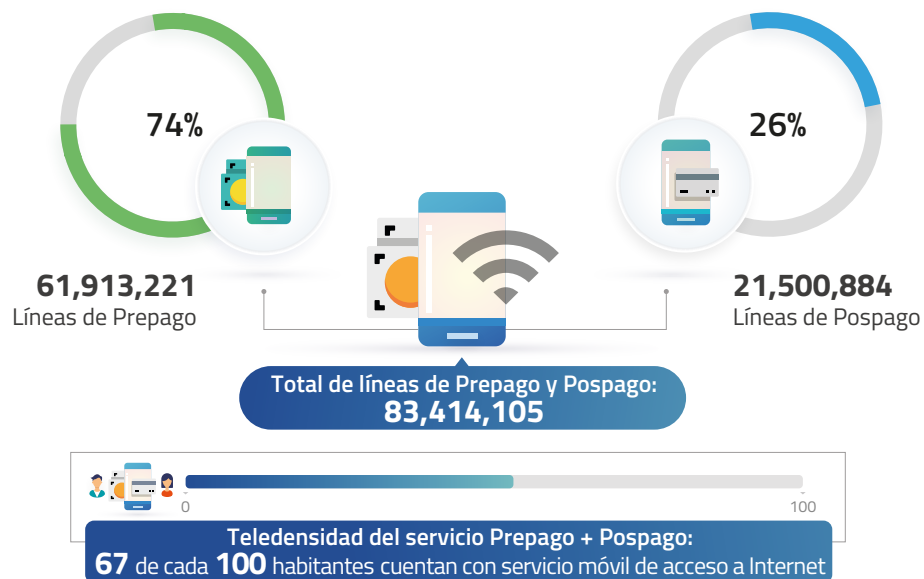 74%
26%
61,913,221
Líneas de Prepago
21,500,884
Líneas de Pospago
Total de líneas de Prepago y Pospago:
83,414,105
0
100
Teledensidad del servicio Prepago + Pospago:
67 de cada 100 habitantes cuentan con servicio móvil de acceso a Internet